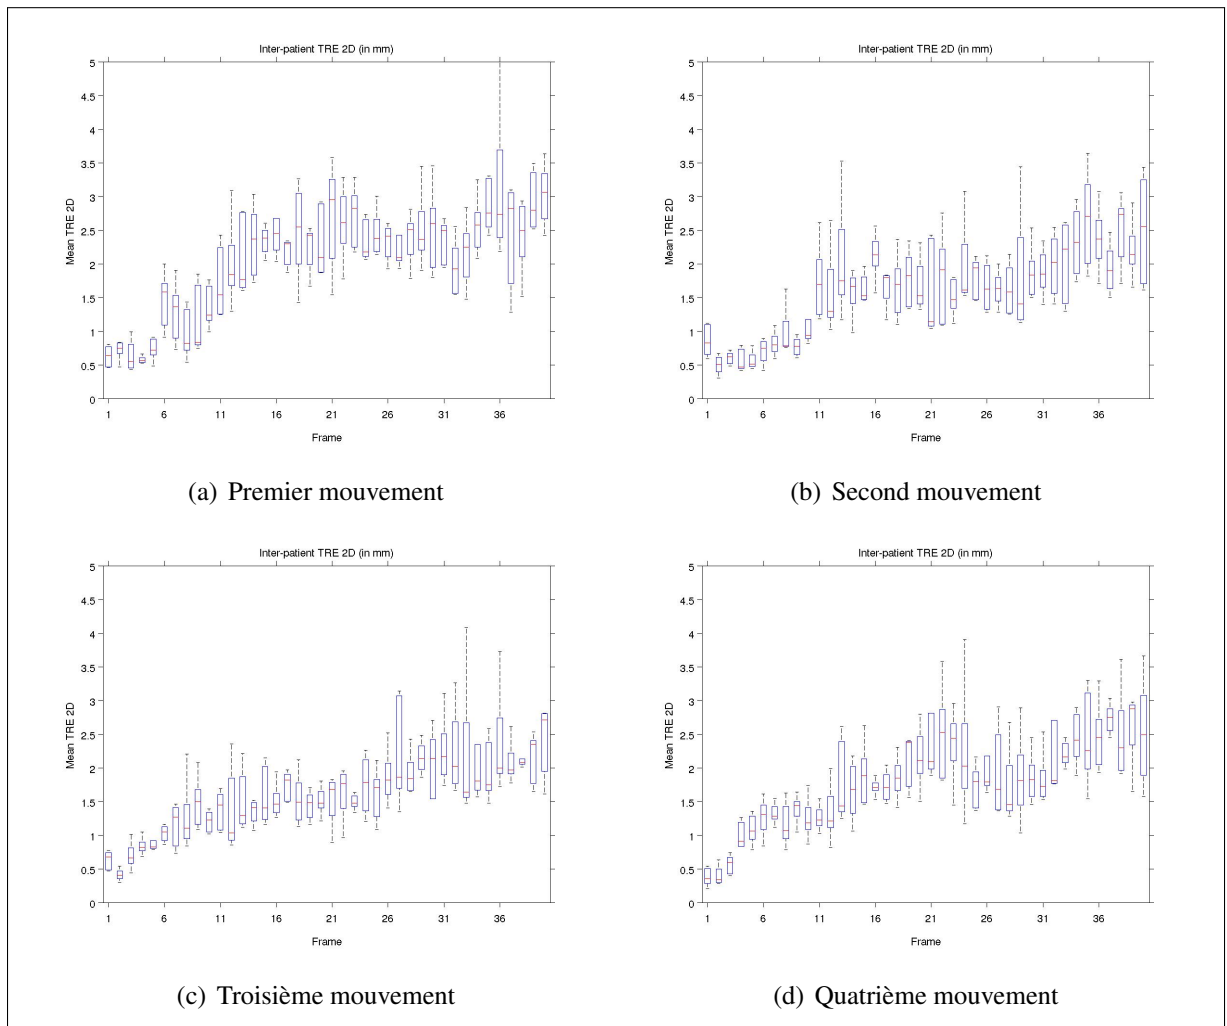 Inter-patient TRE 2D (in mm)
5
4.5
4
3.5
3
2.5
2
1.5
1
0.5
0
Mean TRE 2D
1 6 11 16 21 26 31 36
Frame
(a) Premier mouvement
Inter-patient TRE 2D (in mm)
5
4.5
4
3.5
3
2.5
2
1.5
1
0.5
0
Mean TRE 2D
1 6 11 16 21 26 31 36
Frame
(b) Second mouvement
Inter-patient TRE 2D (in mm)
5
4.5
4
3.5
3
2.5
2
1.5
1
0.5
0
Mean TRE 2D
1 6 11 16 21 26 31 36
Frame
(c) Troisième mouvement
Inter-patient TRE 2D (in mm)
5
4.5
4
3.5
3
2.5
2
1.5
1
0.5
0
Mean TRE 2D
1 6 11 16 21 26 31 36
Frame
(d) Quatrième mouvement